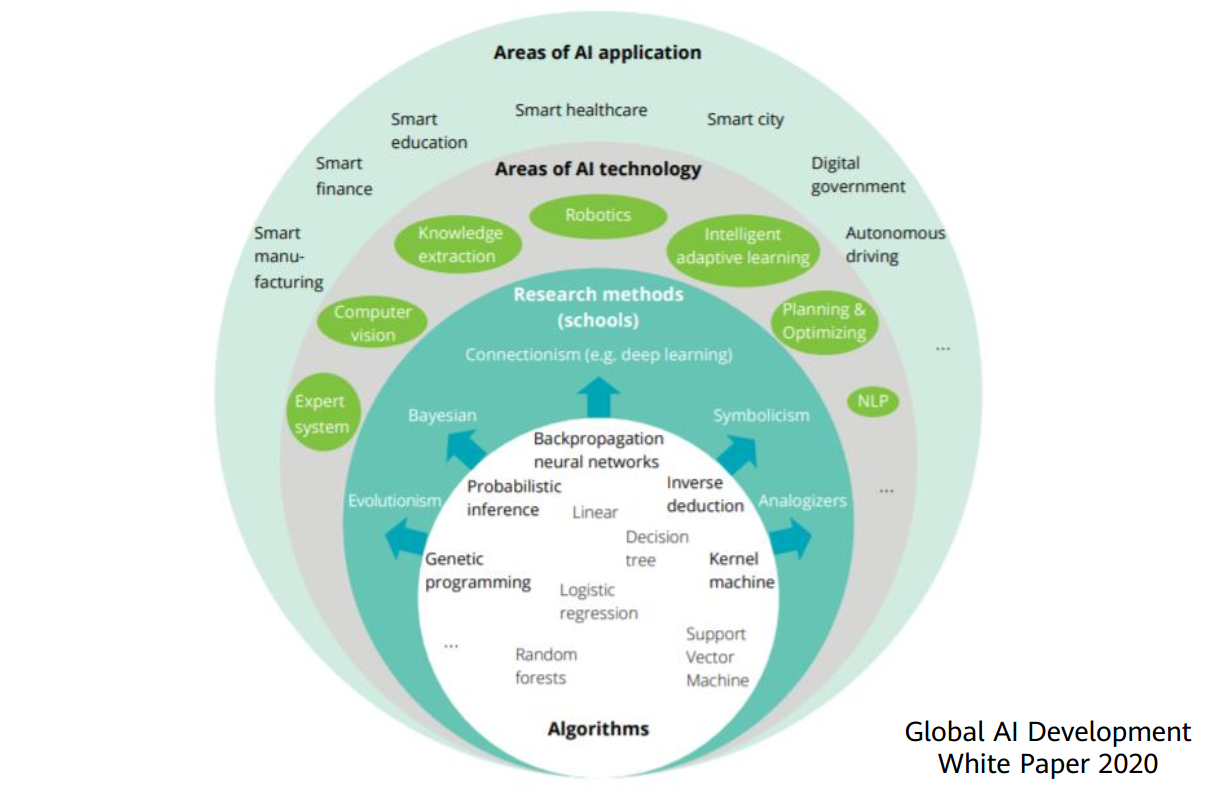 Areas of AI application
Smart healthcare
Smart
education
Smart city
Smart
finance
Digital
government
Smart
manu-
facturing
Autonomous
driving
...
Areas of AI technology
Robotics
Knowledge
extraction
Intelligent
adaptive learning
Computer
vision
Planning &
Optimizing
Expert
system
NLP
...
Research methods
(schools)
Connectionism (e.g. deep learning)
Bayesian
Symbolicism
Evolutionism
Analogizers
Backpropagation
neural networks
Probabilistic
inference
Inverse
deduction
Linear
Decision
tree
Genetic
programming
Kernel
machine
Logistic
regression
...
Random
forests
Support
Vector
Machine
Algorithms
Global AI Development
White Paper 2020